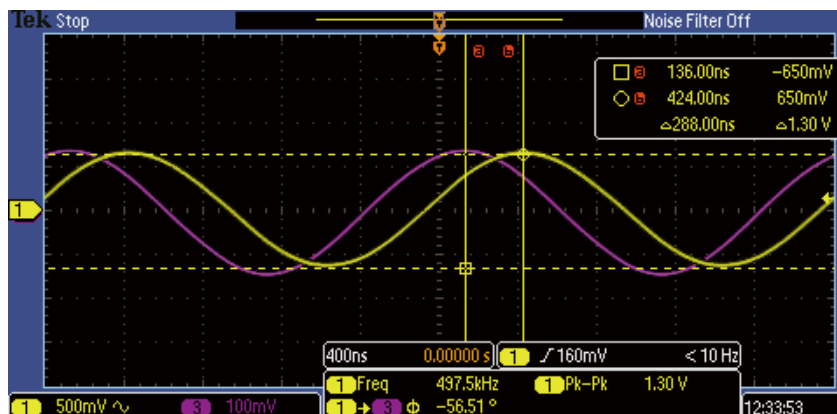 Tek Stop Noise Filter Off
T
T
a b
a 136.00ns -650mV
b 424.00ns 650mV
△288.00ns △1.30 V
1
400ns 0.00000 s 1 ∫ 160mV < 10 Hz
1 Freq 497.5kHz 1 Pk-Pk 1.30 V
1 → 3 Φ -56.51 °
1 500mV ∿ 3 100mV 12:33:53